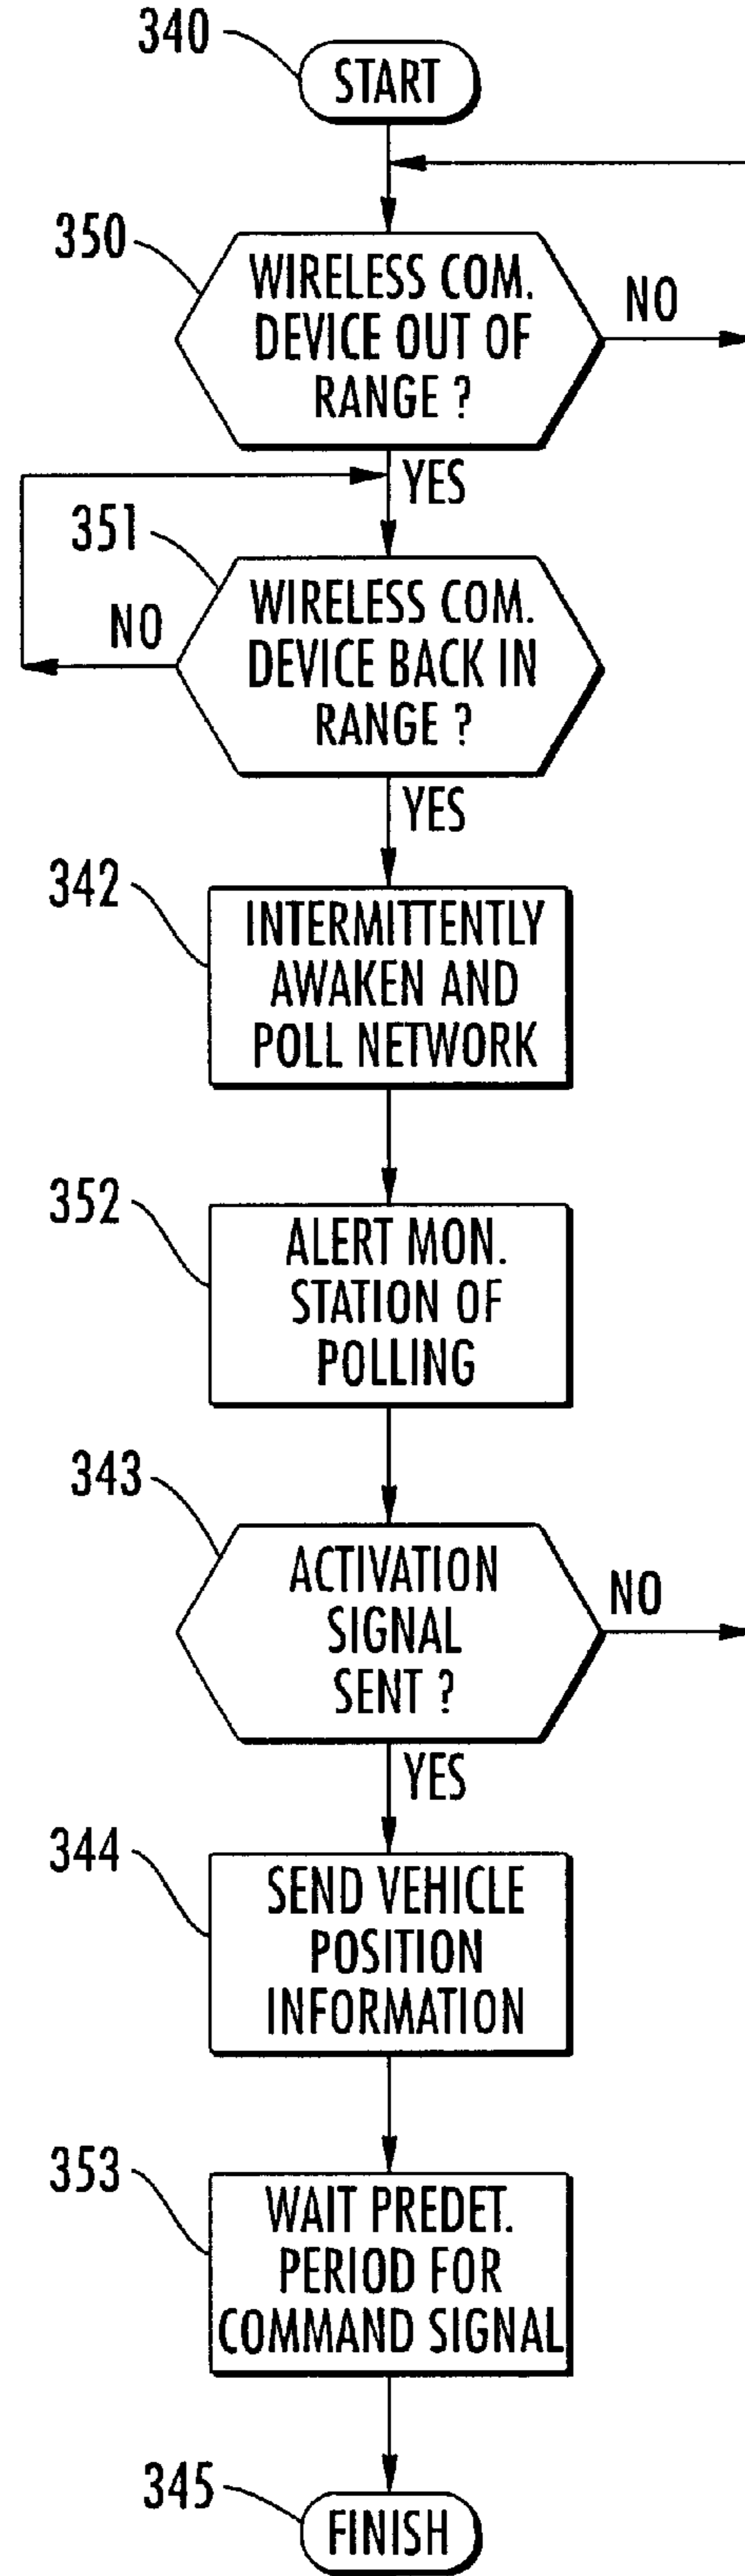 340
START
350
WIRELESS COM.
DEVICE OUT OF
RANGE ?
NO
YES
351
WIRELESS COM.
DEVICE BACK IN
RANGE ?
NO
YES
342
INTERMITTENTLY
AWAKEN AND
POLL NETWORK
352
ALERT MON.
STATION OF
POLLING
343
ACTIVATION
SIGNAL
SENT ?
NO
YES
344
SEND VEHICLE
POSITION
INFORMATION
353
WAIT PREDET.
PERIOD FOR
COMMAND SIGNAL
345
FINISH